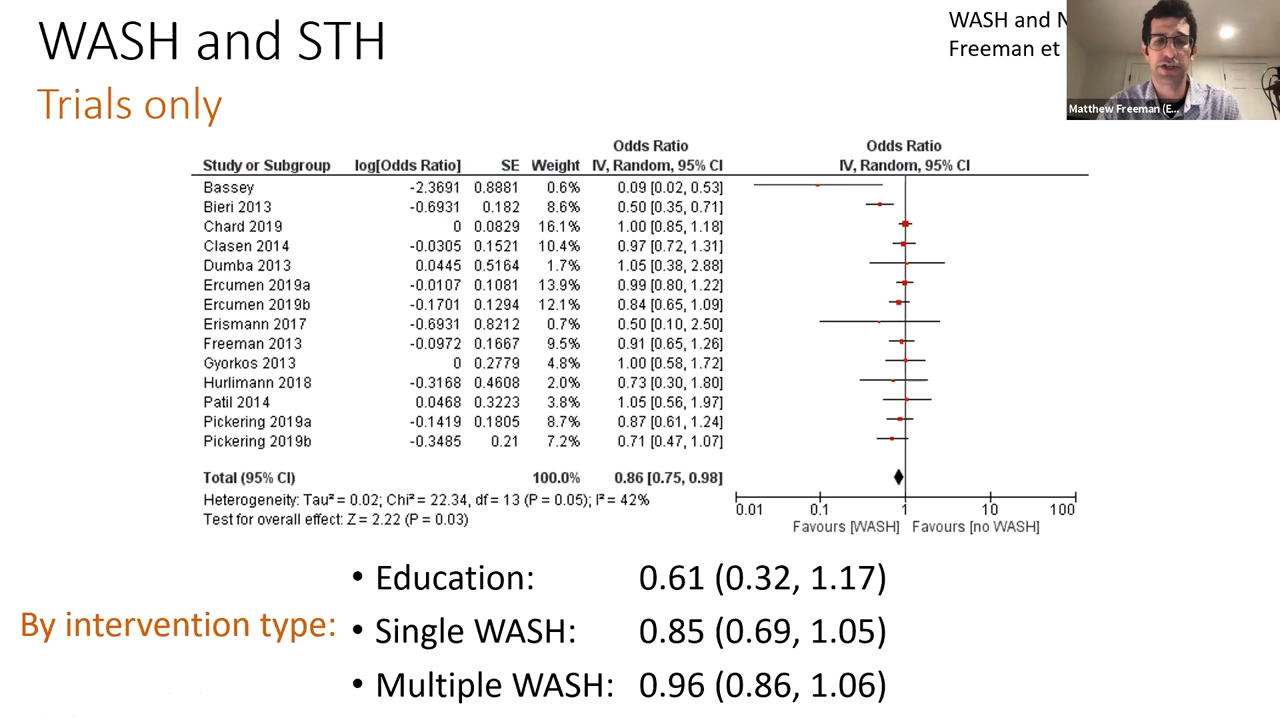 WASH and STH
Trials only
WASH and
Freeman et
Matthew Freeman (E...
Odds Ratio Odds Ratio
Study or Subgroup log[Odds Ratio] SE Weight IV, Random, 95% CI IV, Random, 95% CI
Bassey -2.3691 0.8881 0.6% 0.09 [0.02, 0.53]
Bieri 2013 -0.6931 0.182 8.6% 0.50 [0.35, 0.71]
Chard 2019 0 0.0829 16.1% 1.00 [0.85, 1.18]
Clasen 2014 -0.0305 0.1521 10.4% 0.97 [0.72, 1.31]
Dumba 2013 0.0445 0.5164 1.7% 1.05 [0.38, 2.88]
Ercumen 2019a -0.0107 0.1081 13.9% 0.99 [0.80, 1.22]
Ercumen 2019b -0.1701 0.1294 12.1% 0.84 [0.65, 1.09]
Erismann 2017 -0.6931 0.8212 0.7% 0.50 [0.10, 2.50]
Freeman 2013 -0.0972 0.1667 9.5% 0.91 [0.65, 1.26]
Gyorkos 2013 0 0.2779 4.8% 1.00 [0.58, 1.72]
Hurlimann 2018 -0.3168 0.4608 2.0% 0.73 [0.30, 1.80]
Patil 2014 0.0468 0.3223 3.8% 1.05 [0.56, 1.97]
Pickering 2019a -0.1419 0.1805 8.7% 0.87 [0.61, 1.24]
Pickering 2019b -0.3485 0.21 7.2% 0.71 [0.47, 1.07]
Total (95% CI) 100.0% 0.86 [0.75, 0.98]
Heterogeneity: Tau² = 0.02; Chi² = 22.34, df = 13 (P = 0.05); I² = 42%
Test for overall effect: Z = 2.22 (P = 0.03)
0.01 0.1 1 10 100
Favours [WASH] Favours [no WASH]
By intervention type:
• Education: 0.61 (0.32, 1.17)
• Single WASH: 0.85 (0.69, 1.05)
• Multiple WASH: 0.96 (0.86, 1.06)